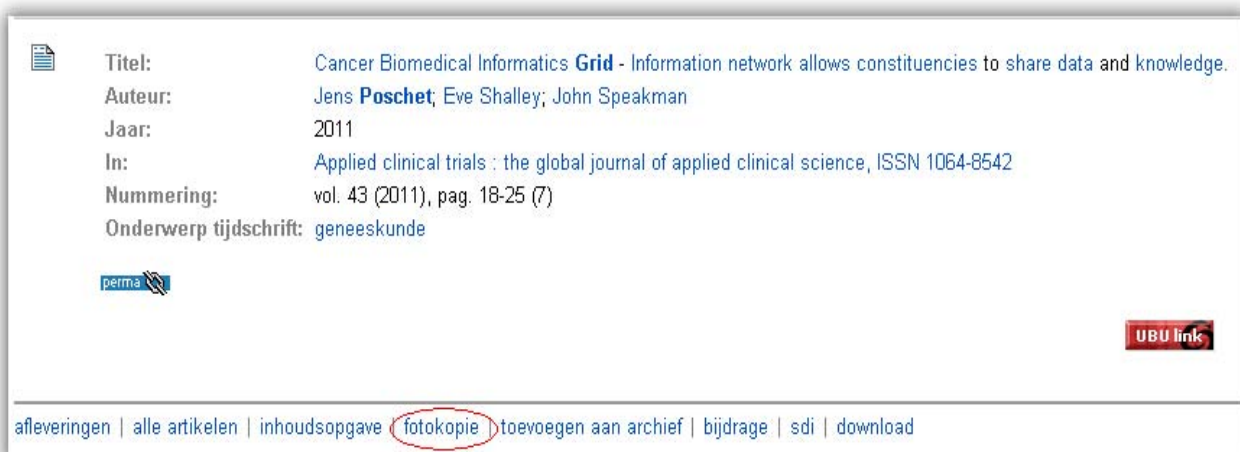 Titel: Cancer Biomedical Informatics Grid - Information network allows constituencies to share data and knowledge.
Auteur: Jens Poschet; Eve Shalley; John Speakman
Jaar: 2011
In: Applied clinical trials : the global journal of applied clinical science, ISSN 1064-8542
Nummering: vol. 43 (2011), pag. 18-25 (7)
Onderwerp tijdschrift: geneeskunde
perma
UBU link
afleveringen | alle artikelen | inhoudsopgave | fotokopie | toevoegen aan archief | bijdrage | sdi | download